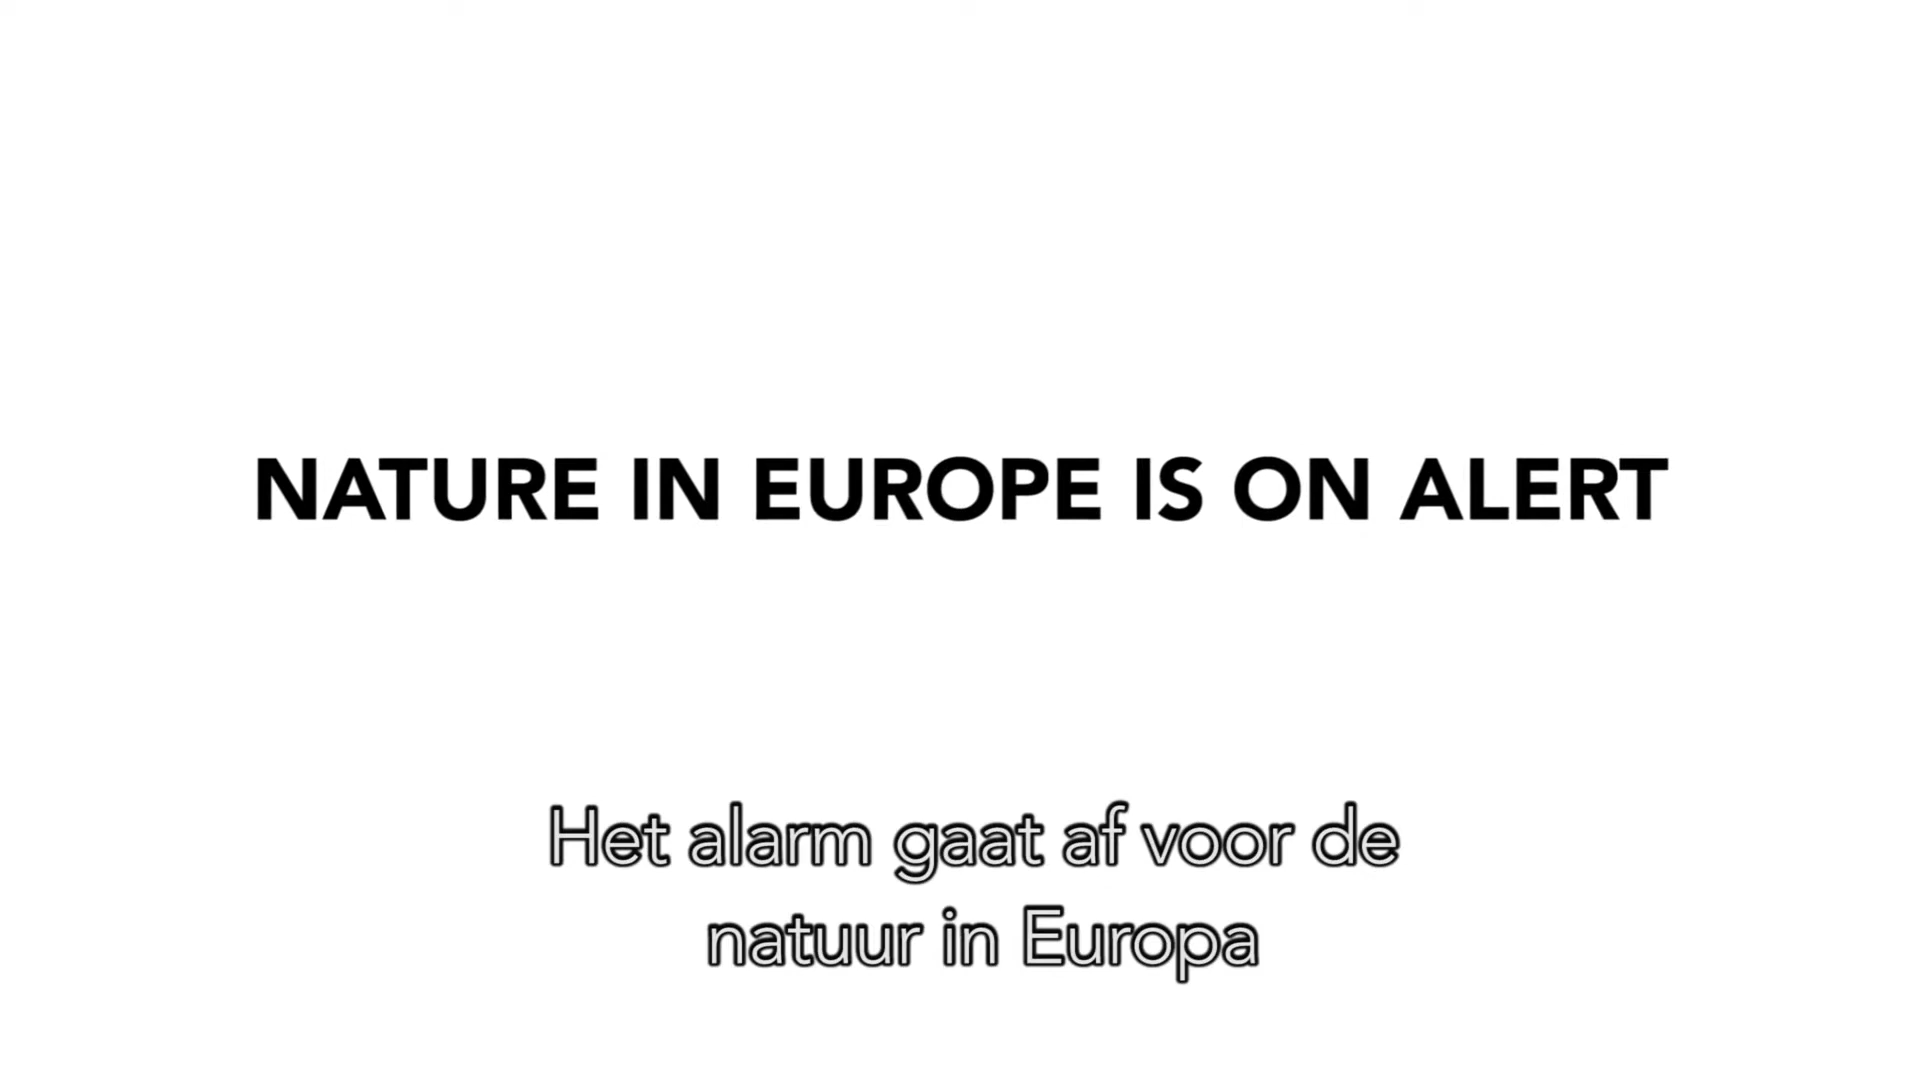 NATURE IN EUROPE IS ON ALERT
Het alarm gaat af voor de
natuur in Europa